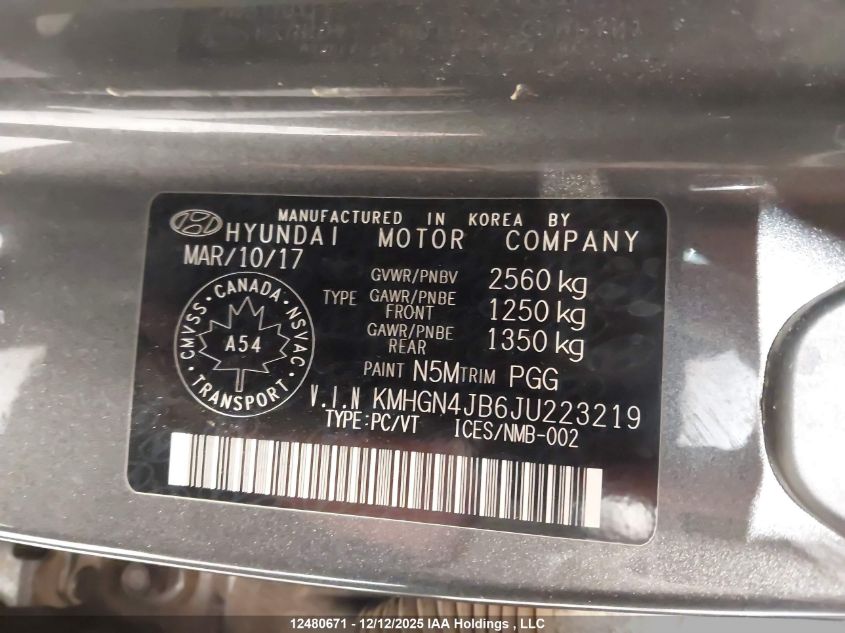 MANUFACTURED IN KOREA BY
HYUNDAI MOTOR COMPANY
MAR/10/17
GVWR/PNBV 2560 kg
TYPE GAWR/PNBE FRONT 1250 kg
GAWR/PNBE REAR 1350 kg
CMVSS · CANADA · NSVAC
A54
TRANSPORT
PAINT N5M TRIM PGG
V.I.N KMHGN4JB6JU223219
TYPE:PC/VT ICES/NMB-002
12480671 - 12/12/2025 IAA Holdings , LLC